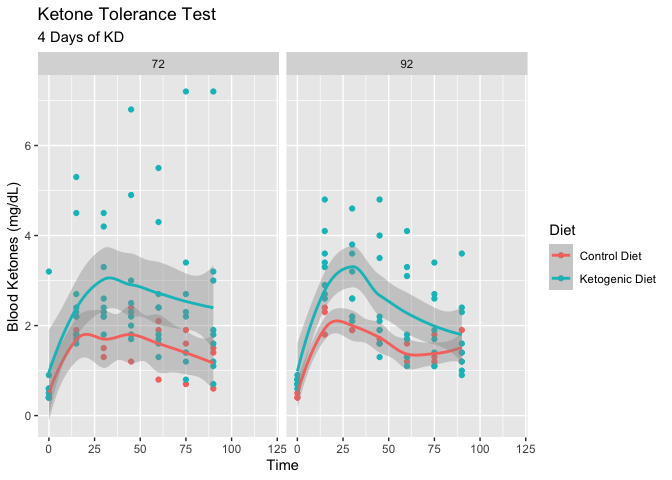 Ketone Tolerance Test
4 Days of KD
72
92
Blood Ketones (mg/dL)
6
4
2
0
0
25
50
75
100
125
0
25
50
75
100
125
Time
Diet
Control Diet
Ketogenic Diet